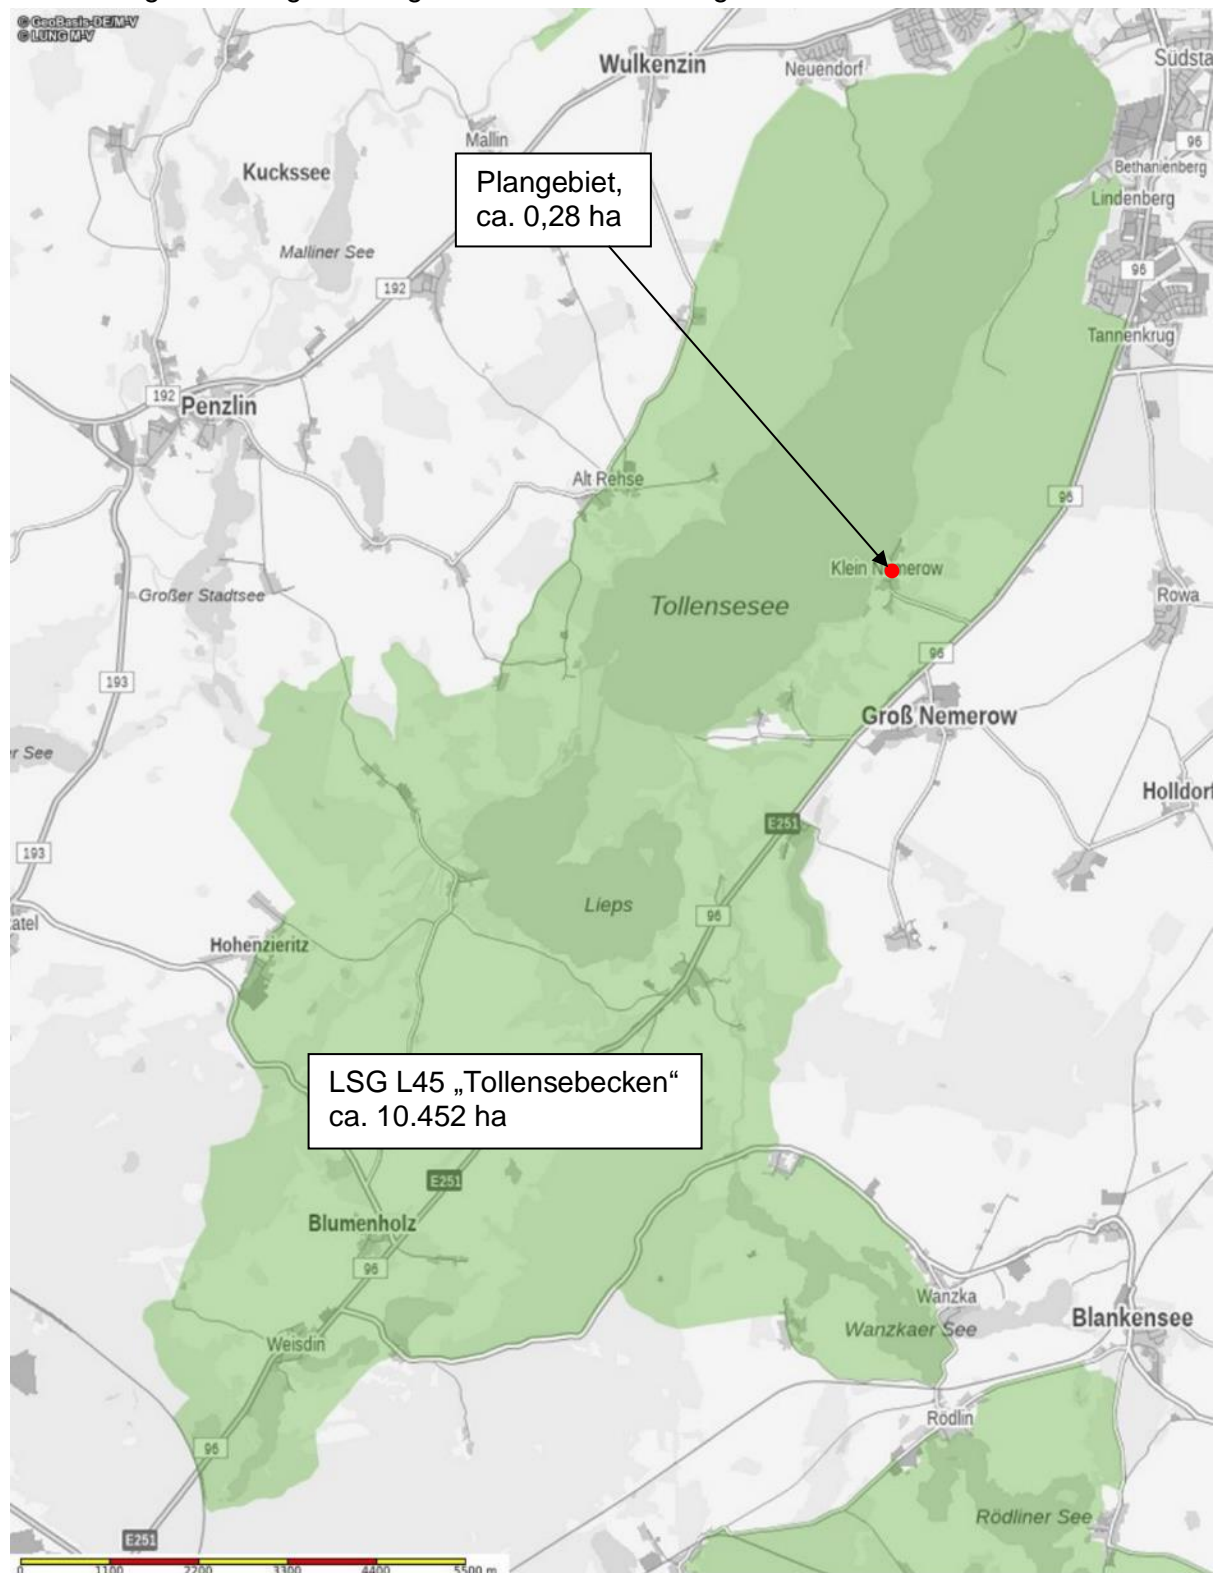 © GeoBasis-DE/M-V
© LUNG M-V
Wulkenzin
Neuendorf
Südsta
Mallin
96
Kuckssee
Bethanienberg
Plangebiet,
ca. 0,28 ha
Lindenberg
Malliner See
96
192
Tannenkrug
192
Penzlin
Alt Rehse
96
Klein N merow
Großer Stadtsee
Tollensesee
Rowa
96
193
Groß Nemerow
r See
Holldorf
E251
193
Lieps
96
atel
Hohenzieritz
LSG L45 „Tollensebecken“
ca. 10.452 ha
E251
Blumenholz
96
Wanzka
Blankensee
Wanzkaer See
Weisdin
Rödlin
96
Rödliner See
E251
0 1100 2200 3300 4400 5500 m